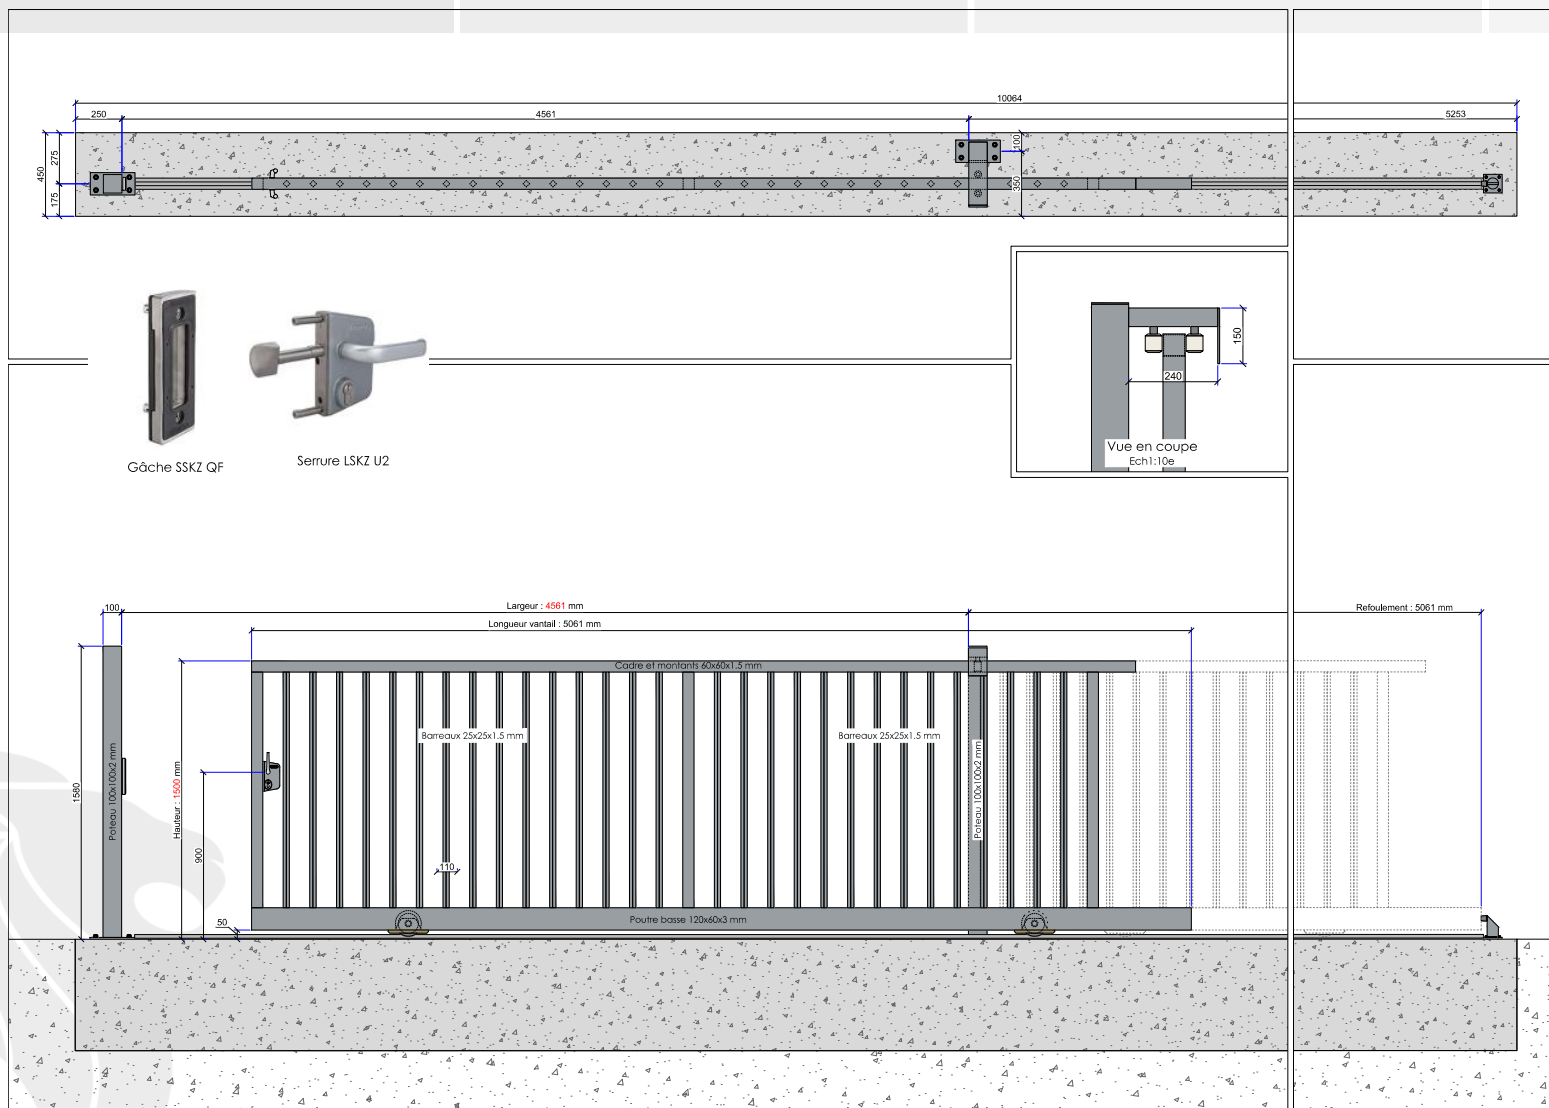 10064
250
4561
5253
450
275
175
100
350
150
240
Vue en coupe
Ech1:10e
Gâche SSKZ QF
Serrure LSKZ U2
Largeur : 4561 mm
Refoulement : 5061 mm
100
Longueur vantail : 5061 mm
Cadre et montants 60x60x1.5 mm
Barreaux 25x25x1.5 mm
Barreaux 25x25x1.5 mm
Poteau 100x100x2 mm
Poteau 100x100x2 mm
1580
Hauteur : 1500 mm
900
110
50
Poutre basse 120x60x3 mm